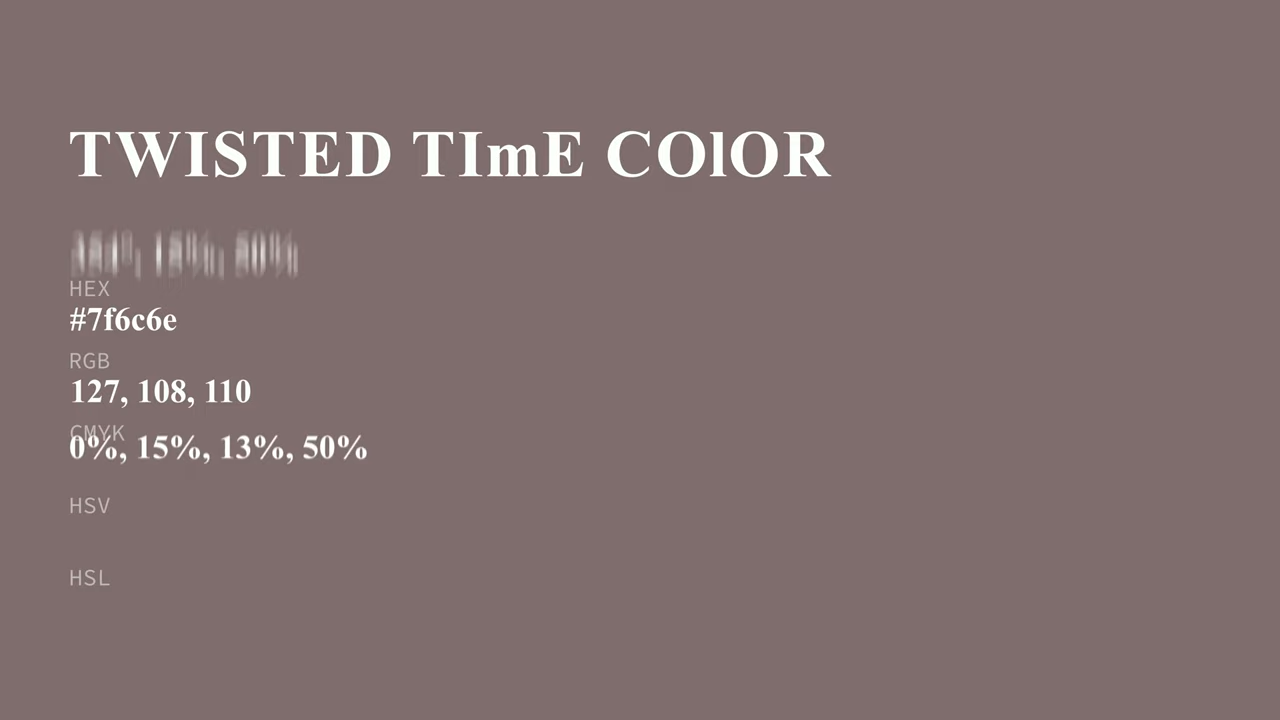 TWISTED TImE COlOR
HEX
#7f6c6e
RGB
127, 108, 110
CMYK
0%, 15%, 13%, 50%
HSV
HSL